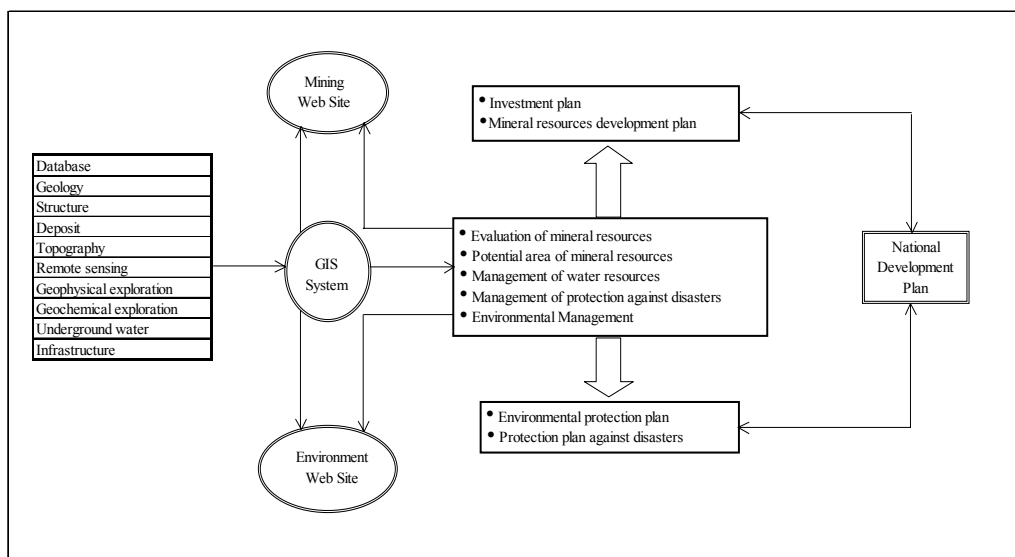 Mining
Web Site
Database
Geology
Structure
Deposit
Topography
Remote sensing
Geophysical exploration
Geochemical exploration
Underground water
Infrastructure
GIS
System
Environment
Web Site
• Investment plan
• Mineral resources development plan
• Evaluation of mineral resources
• Potential area of mineral resources
• Management of water resources
• Management of protection against disasters
• Environmental Management
• Environmental protection plan
• Protection plan against disasters
National
Development
Plan